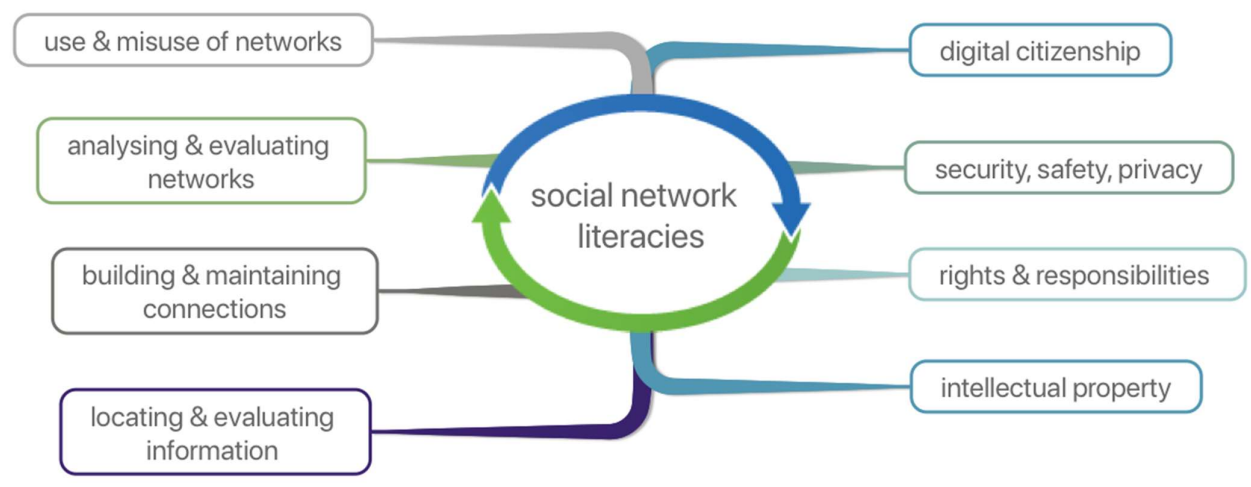 use & misuse of networks
analysing & evaluating
networks
building & maintaining
connections
locating & evaluating
information
social network
literacies
digital citizenship
security, safety, privacy
rights & responsibilities
intellectual property